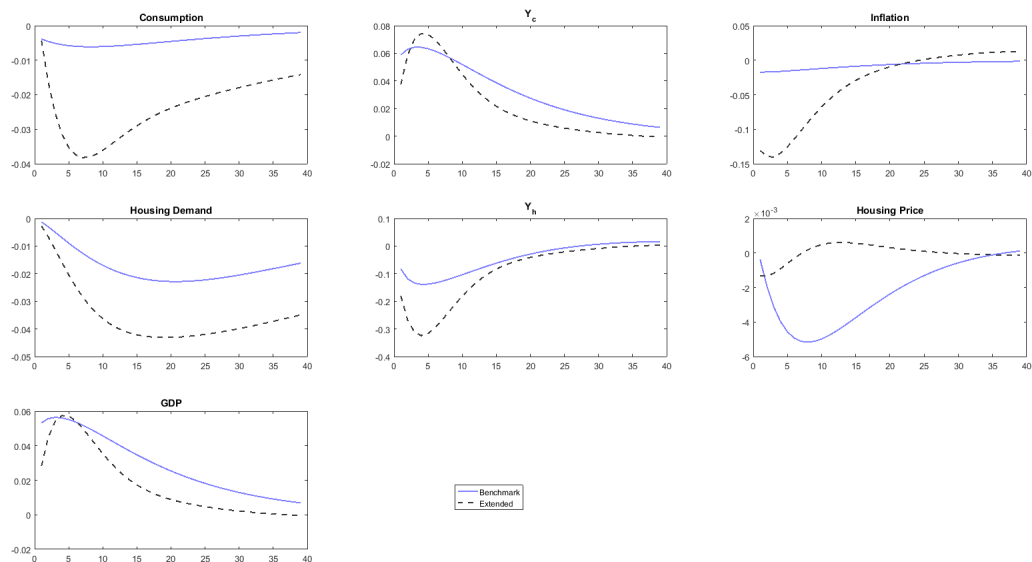 Consumption
0
-0.01
-0.02
-0.03
-0.04
0 5 10 15 20 25 30 35 40
Y_c
0.08
0.06
0.04
0.02
0
-0.02
0 5 10 15 20 25 30 35 40
Inflation
0.05
0
-0.05
-0.1
-0.15
0 5 10 15 20 25 30 35 40
Housing Demand
0
-0.01
-0.02
-0.03
-0.04
-0.05
0 5 10 15 20 25 30 35 40
Y_h
0.1
0
-0.1
-0.2
-0.3
-0.4
0 5 10 15 20 25 30 35 40
Housing Price
×10⁻³
2
0
-2
-4
-6
0 5 10 15 20 25 30 35 40
GDP
0.06
0.04
0.02
0
-0.02
0 5 10 15 20 25 30 35 40
Benchmark
Extended